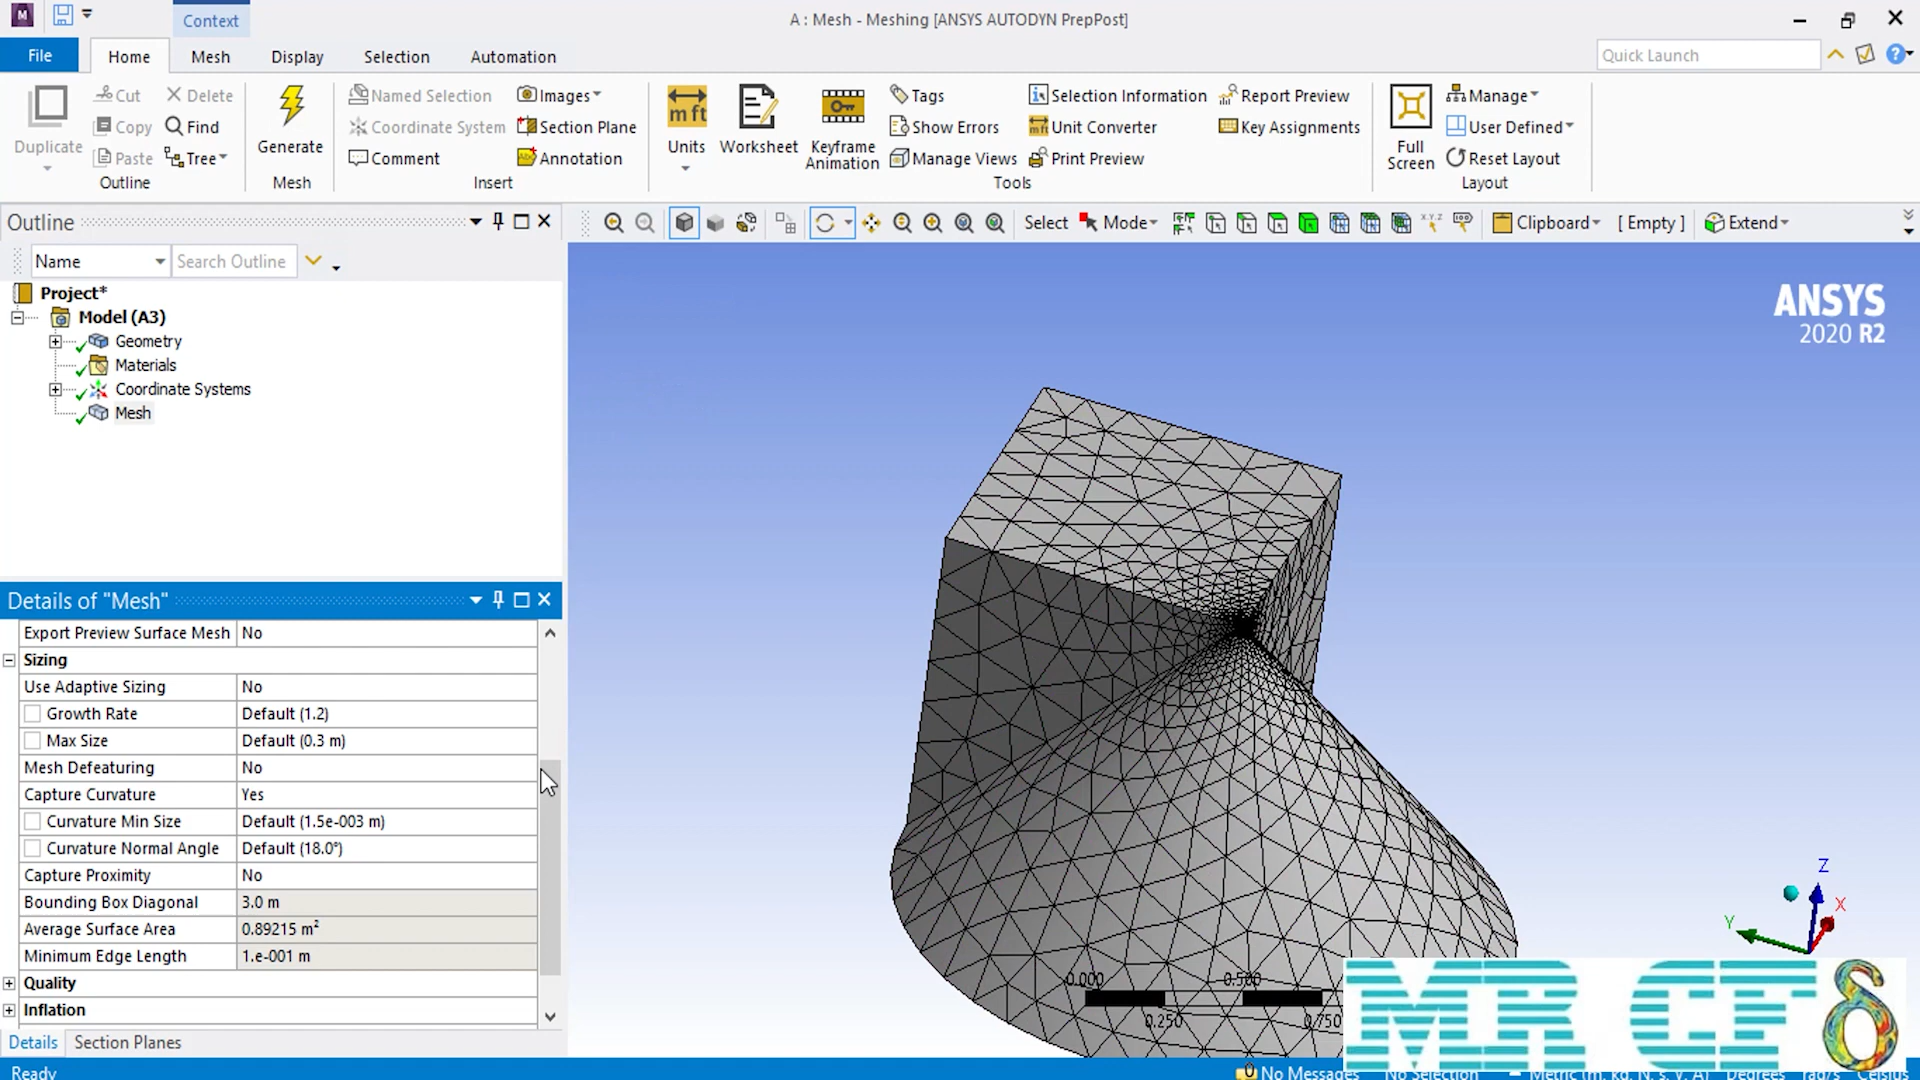 Context
A : Mesh - Meshing [ANSYS AUTODYN PrepPost]
File
Home
Mesh
Display
Selection
Automation
Quick Launch
Duplicate
Cut
Copy
Paste
Delete
Find
Tree
Outline
Generate
Mesh
Named Selection
Coordinate System
Comment
Images
Section Plane
Annotation
Insert
Units
Worksheet
Keyframe
Animation
Tags
Show Errors
Manage Views
Selection Information
Unit Converter
Print Preview
Report Preview
Key Assignments
Tools
Full
Screen
Manage
User Defined
Reset Layout
Layout
Outline
Select
Mode
Clipboard
[ Empty ]
Extend
Name
Search Outline
Project*
Model (A3)
Geometry
Materials
Coordinate Systems
Mesh
ANSYS
2020 R2
Details of "Mesh"
Export Preview Surface Mesh No
Sizing
Use Adaptive Sizing No
Growth Rate Default (1.2)
Max Size Default (0.3 m)
Mesh Defeaturing No
Capture Curvature Yes
Curvature Min Size Default (1.5e-003 m)
Curvature Normal Angle Default (18.0°)
Capture Proximity No
Bounding Box Diagonal 3.0 m
Average Surface Area 0.89215 m²
Minimum Edge Length 1.e-001 m
Quality
Inflation
Details
Section Planes
Z
X
Y
0.000
0.500
0.250
0.750
MR CF
Ready
No Messages
No Selection
Metric (m, kg, N, s, V, A)
Degrees
rad/s
Celsius